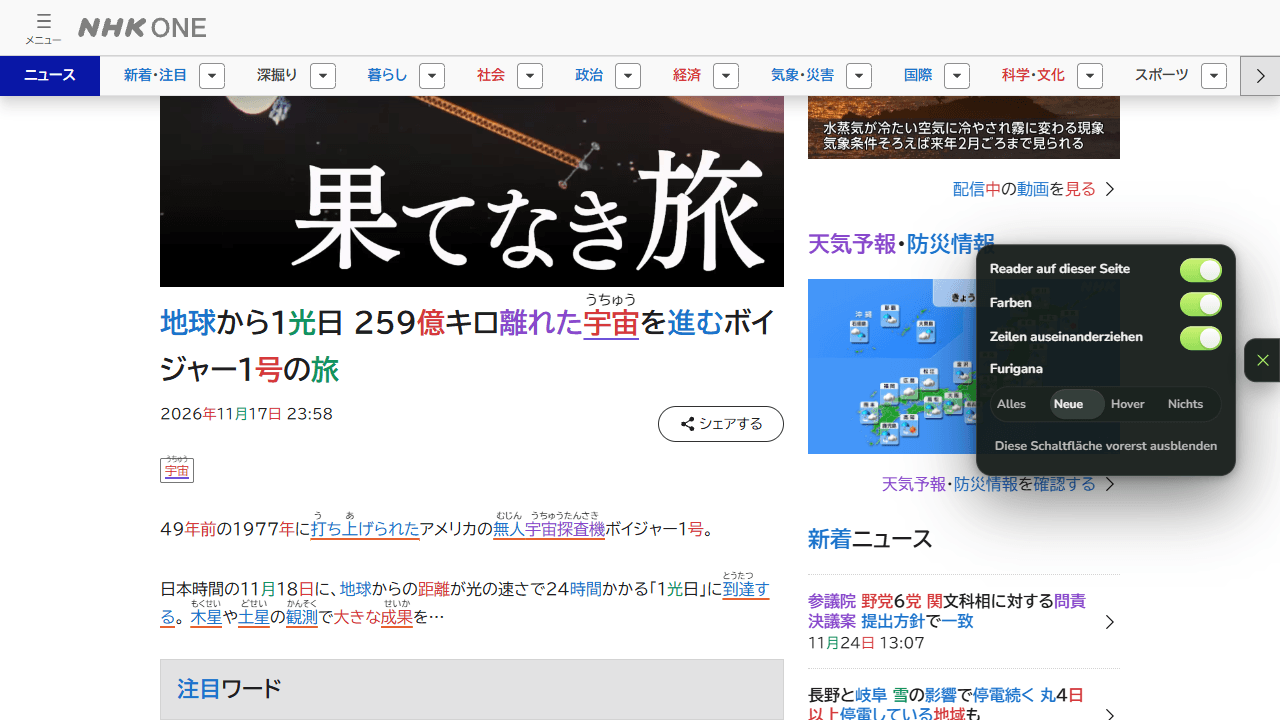 メニュー
NHK ONE
ニュース
新着・注目
深掘り
暮らし
社会
政治
経済
気象・災害
国際
科学・文化
スポーツ
果てなき旅
うちゅう
地球から1光日 259億キロ離れた宇宙を進むボイ
ジャー1号の旅
2026年11月17日 23:58
シェアする
うちゅう
宇宙
う あ むじん うちゅうたんさき
49年前の1977年に打ち上げられたアメリカの無人宇宙探査機ボイジャー1号。
とうたつ
日本時間の11月18日に、地球からの距離が光の速さで24時間かかる「1光日」に到達す
もくせい どせい かんそく せいか
る。木星や土星の観測で大きな成果を…
注目ワード
水蒸気が冷たい空気に冷やされ霧に変わる現象
気象条件そろえば来年2月ごろまで見られる
配信中の動画を見る
天気予報・防災情報
きょう
沖縄
天気予報・防災情報を確認する
新着ニュース
参議院 野党6党 関文科相に対する問責
決議案 提出方針で一致
11月24日 13:07
長野と岐阜 雪の影響で停電続く 丸4日
以上停電している地域も
Reader auf dieser Seite
Farben
Zeilen auseinanderziehen
Furigana
Alles
Neue
Hover
Nichts
Diese Schaltfläche vorerst ausblenden